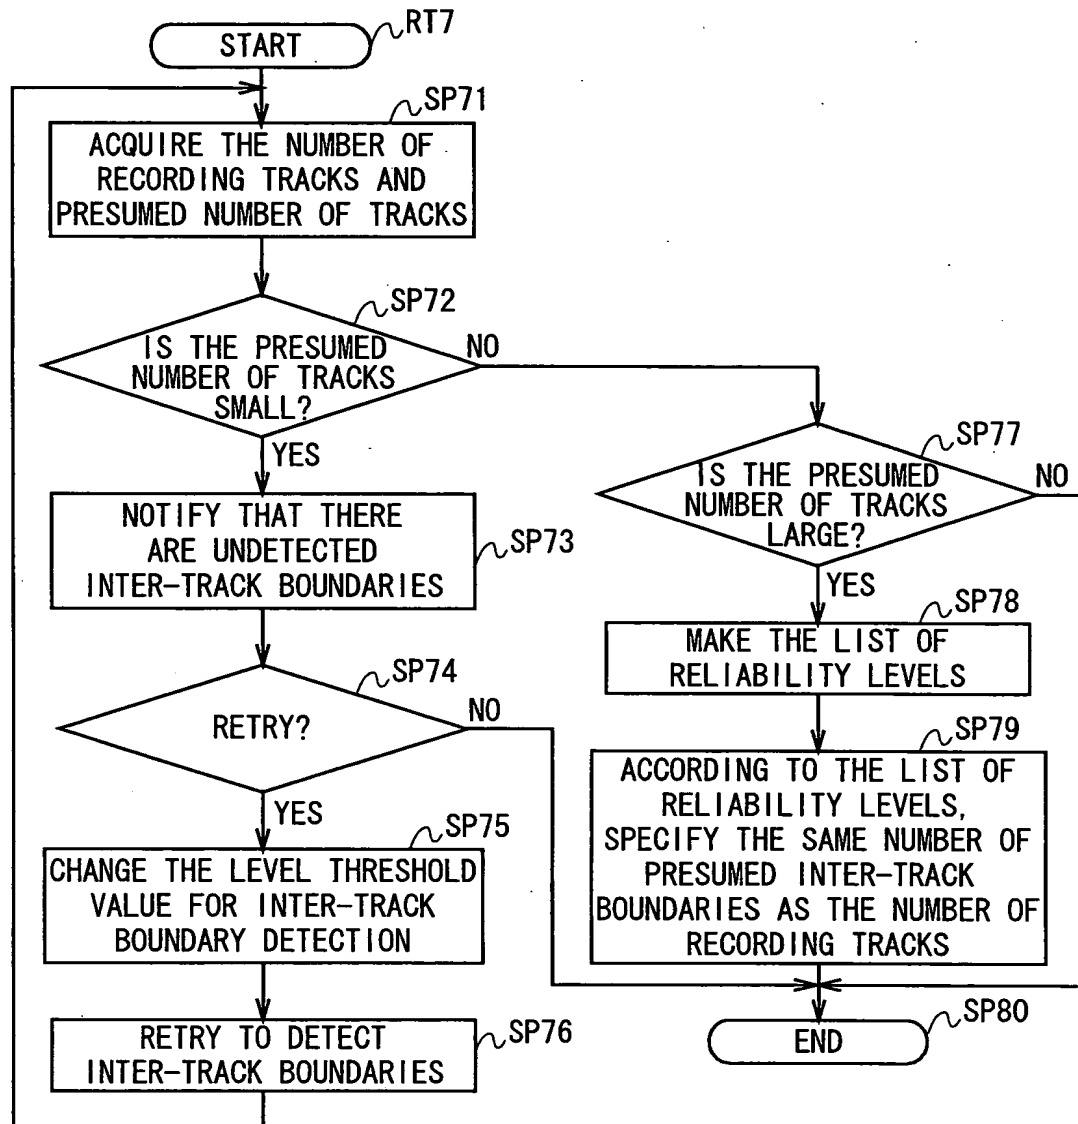 START
RT7
SP71
ACQUIRE THE NUMBER OF
RECORDING TRACKS AND
PRESUMED NUMBER OF TRACKS
SP72
IS THE PRESUMED
NUMBER OF TRACKS
SMALL?
NO
YES
SP73
NOTIFY THAT THERE
ARE UNDETECTED
INTER-TRACK BOUNDARIES
SP74
RETRY?
NO
YES
SP75
CHANGE THE LEVEL THRESHOLD
VALUE FOR INTER-TRACK
BOUNDARY DETECTION
SP76
RETRY TO DETECT
INTER-TRACK BOUNDARIES
SP77
IS THE PRESUMED
NUMBER OF TRACKS
LARGE?
NO
YES
SP78
MAKE THE LIST OF
RELIABILITY LEVELS
SP79
ACCORDING TO THE LIST OF
RELIABILITY LEVELS,
SPECIFY THE SAME NUMBER OF
PRESUMED INTER-TRACK
BOUNDARIES AS THE NUMBER OF
RECORDING TRACKS
SP80
END